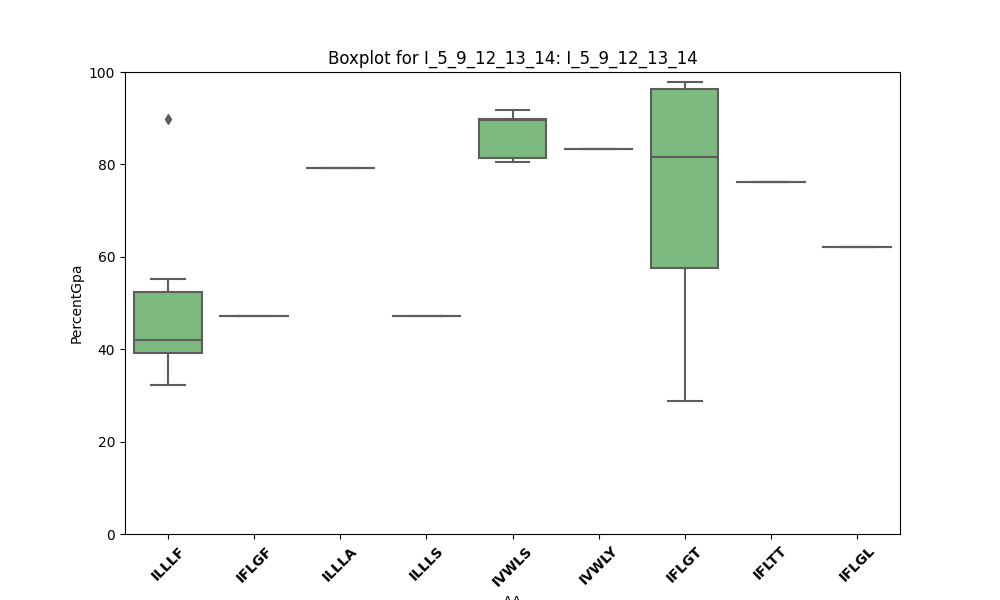 Boxplot for I_5_9_12_13_14: I_5_9_12_13_14
100
80
60
40
20
0
PercentGpa
ILLLF
IFLGF
ILLLA
ILLLS
IVWLS
IVWLY
IFLGT
IFLTT
IFLGL